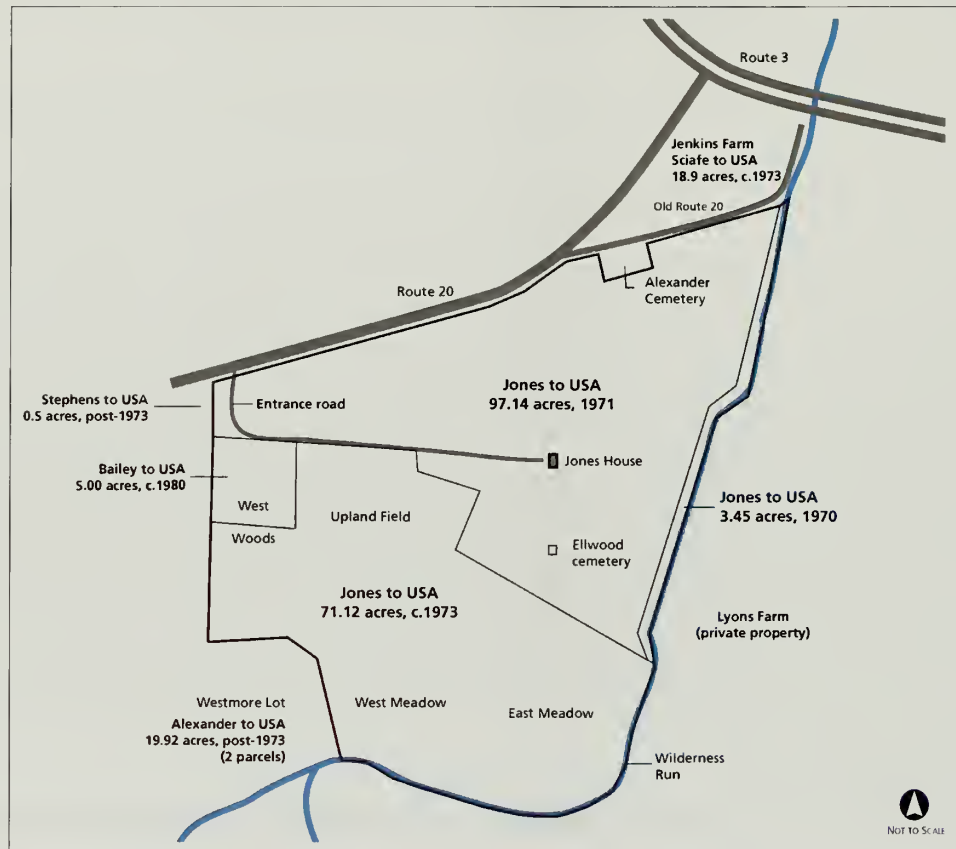 Route 3
Jenkins Farm
Sciafe to USA
18.9 acres, c.1973
Old Route 20
Alexander
Cemetery
Route 20
Jones to USA
97.14 acres, 1971
Stephens to USA
0.5 acres, post-1973
Entrance road
Jones House
Bailey to USA
5.00 acres, c.1980
West
Woods
Upland Field
Jones to USA
3.45 acres, 1970
Ellwood
cemetery
Jones to USA
71.12 acres, c.1973
Lyons Farm
(private property)
Westmore Lot
Alexander to USA
19.92 acres, post-1973
(2 parcels)
West Meadow
East Meadow
Wilderness
Run
NOT TO SCALE